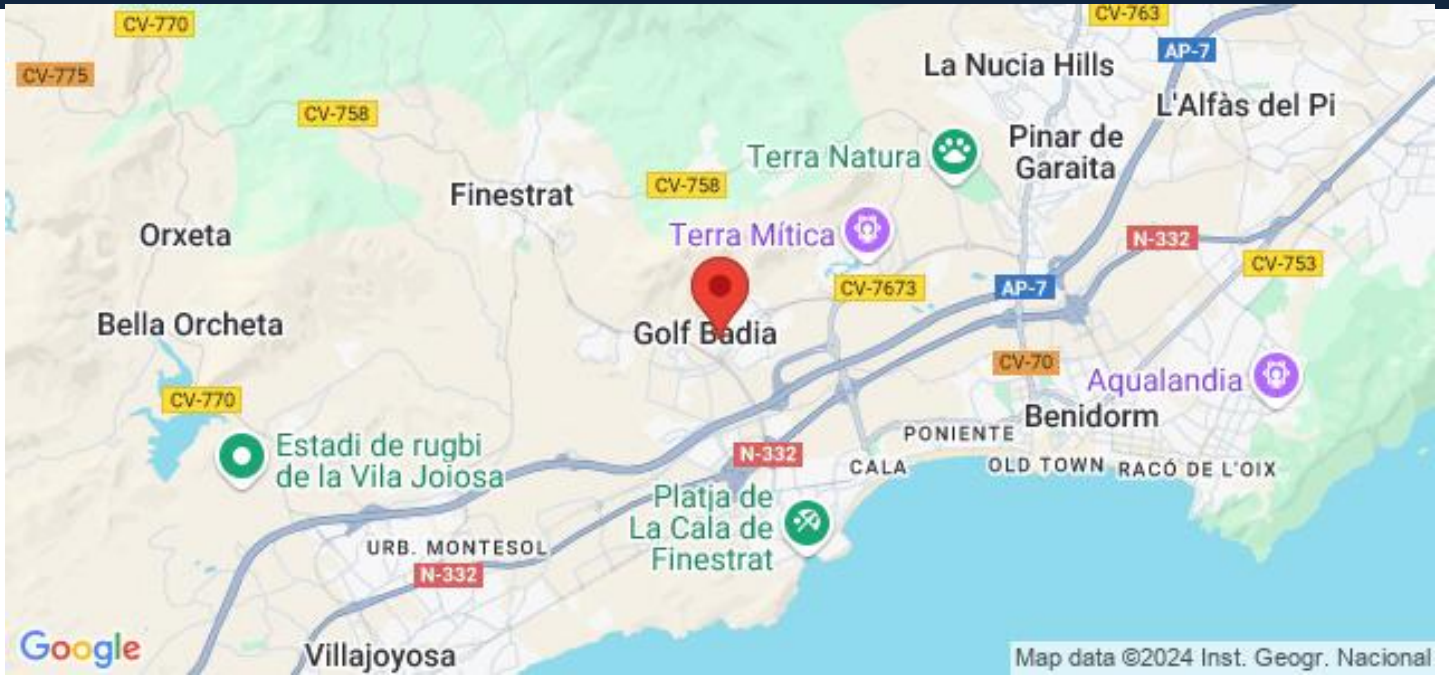 CV-770
CV-763
CV-775
La Nucia Hills
AP-7
CV-758
L'Alfàs del Pi
Terra Natura
Pinar de
Garaita
Finestrat
CV-758
Orxeta
Terra Mítica
N-332
CV-753
CV-7673
AP-7
Bella Orcheta
Golf Badia
CV-70
Aqualandia
CV-770
Benidorm
PONIENTE
Estadi de rugbi
de la Vila Joiosa
N-332
CALA
OLD TOWN
RACÓ DE L'OIX
Platja de
La Cala de
Finestrat
URB. MONTESOL
N-332
Google
Villajoyosa
Map data ©2024 Inst. Geogr. Nacional